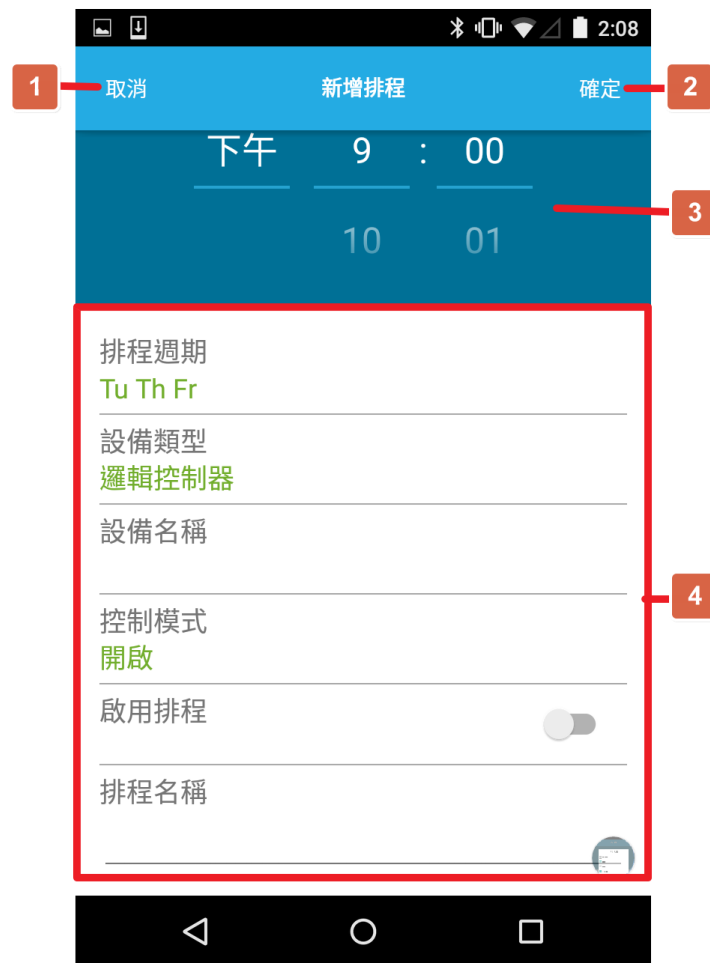 2:08
1
取消
新增排程
確定
2
下午 9 : 00
3
10 01
排程週期
Tu Th Fr
設備類型
邏輯控制器
設備名稱
4
控制模式
開啟
啟用排程
排程名稱